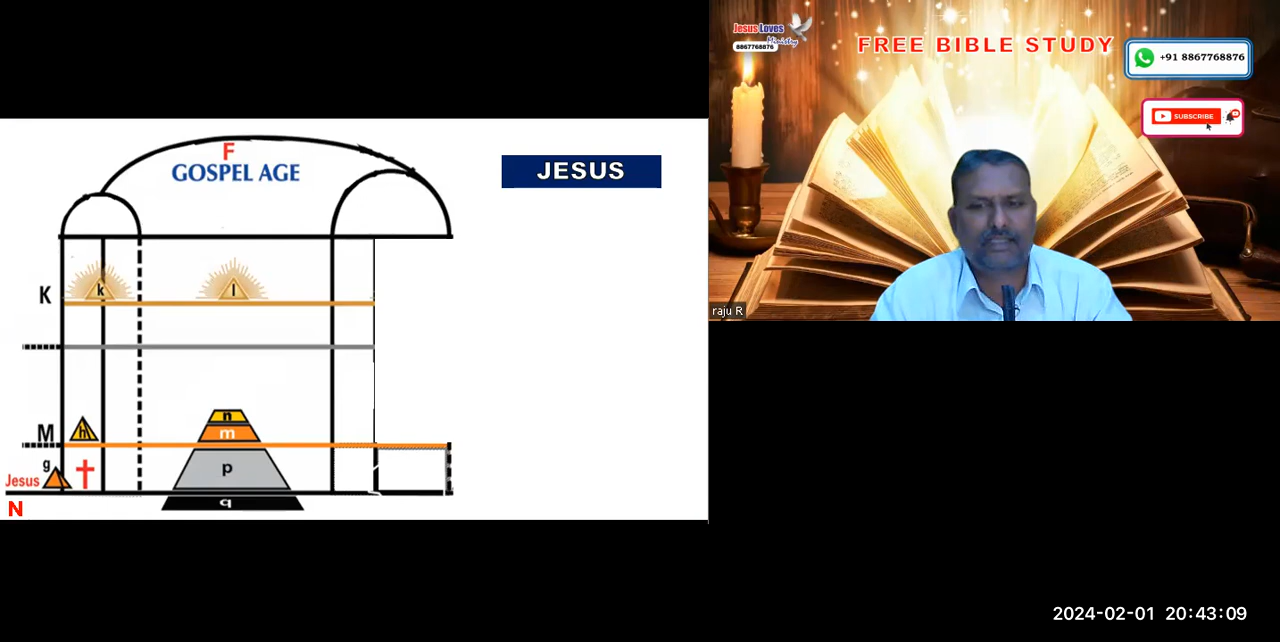 F
GOSPEL AGE
JESUS
K
k
l
n
M
h
m
g
p
Jesus
N
q
Jesus Loves
Ministry
8867768876
FREE BIBLE STUDY
+91 8867768876
SUBSCRIBE
raju R
2024-02-01 20:43:09